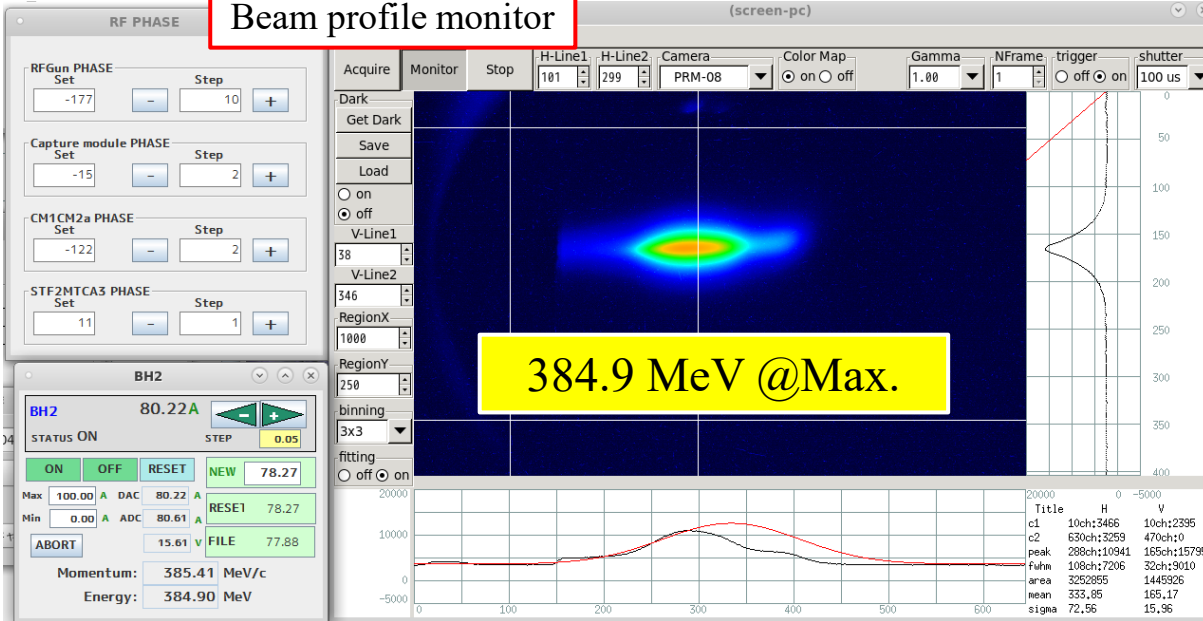 Beam profile monitor
(screen-pc)
RF PHASE
RFGun PHASE
Set Step
-177 - 10 +
Capture module PHASE
Set Step
-15 - 2 +
CM1CM2a PHASE
Set Step
-122 - 2 +
STF2MTCA3 PHASE
Set Step
11 - 1 +
BH2
BH2 80.22A - +
STATUS ON STEP 0.05
ON OFF RESET NEW 78.27
Max 100.00 A DAC 80.22 A RESET 78.27
Min 0.00 A ADC 80.61 A
ABORT 15.61 V FILE 77.88
Momentum: 385.41 MeV/c
Energy: 384.90 MeV
Acquire Monitor Stop
H-Line1 H-Line2 Camera Color Map Gamma NFrame trigger shutter
101 299 PRM-08 on off 1.00 1 off on 100 us
Dark
Get Dark
Save
Load
on
off
V-Line1
38
V-Line2
346
RegionX
1000
RegionY
250
binning
3x3
fitting
off on
384.9 MeV @Max.
0
50
100
150
200
250
300
350
400
20000 0 -5000
20000
10000
0
-5000
0 100 200 300 400 500 600
Title H V
c1 10ch:3466 10ch:2395
c2 630ch:3259 470ch:0
peak 288ch:10941 165ch:15795
fwhm 108ch:7206 32ch:9010
area 3252855 1445926
mean 333.85 165.17
sigma 72.56 15.96